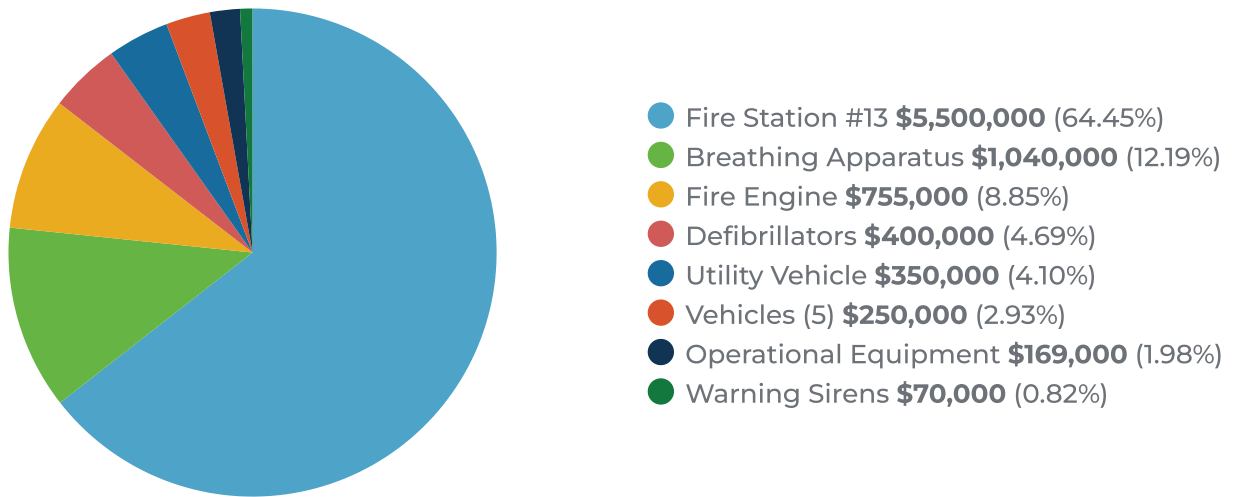 Fire Station #13 $5,500,000 (64.45%)
Breathing Apparatus $1,040,000 (12.19%)
Fire Engine $755,000 (8.85%)
Defibrillators $400,000 (4.69%)
Utility Vehicle $350,000 (4.10%)
Vehicles (5) $250,000 (2.93%)
Operational Equipment $169,000 (1.98%)
Warning Sirens $70,000 (0.82%)